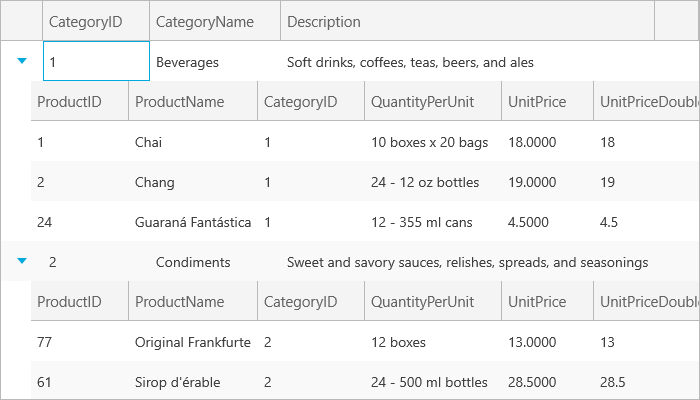 CategoryID CategoryName Description
1 Beverages Soft drinks, coffees, teas, beers, and ales
ProductID ProductName CategoryID QuantityPerUnit UnitPrice UnitPriceDoubl
1 Chai 1 10 boxes x 20 bags 18.0000 18
2 Chang 1 24 - 12 oz bottles 19.0000 19
24 Guaraná Fantástica 1 12 - 355 ml cans 4.5000 4.5
2 Condiments Sweet and savory sauces, relishes, spreads, and seasonings
ProductID ProductName CategoryID QuantityPerUnit UnitPrice UnitPriceDoubl
77 Original Frankfurte 2 12 boxes 13.0000 13
61 Sirop d'érable 2 24 - 500 ml bottles 28.5000 28.5